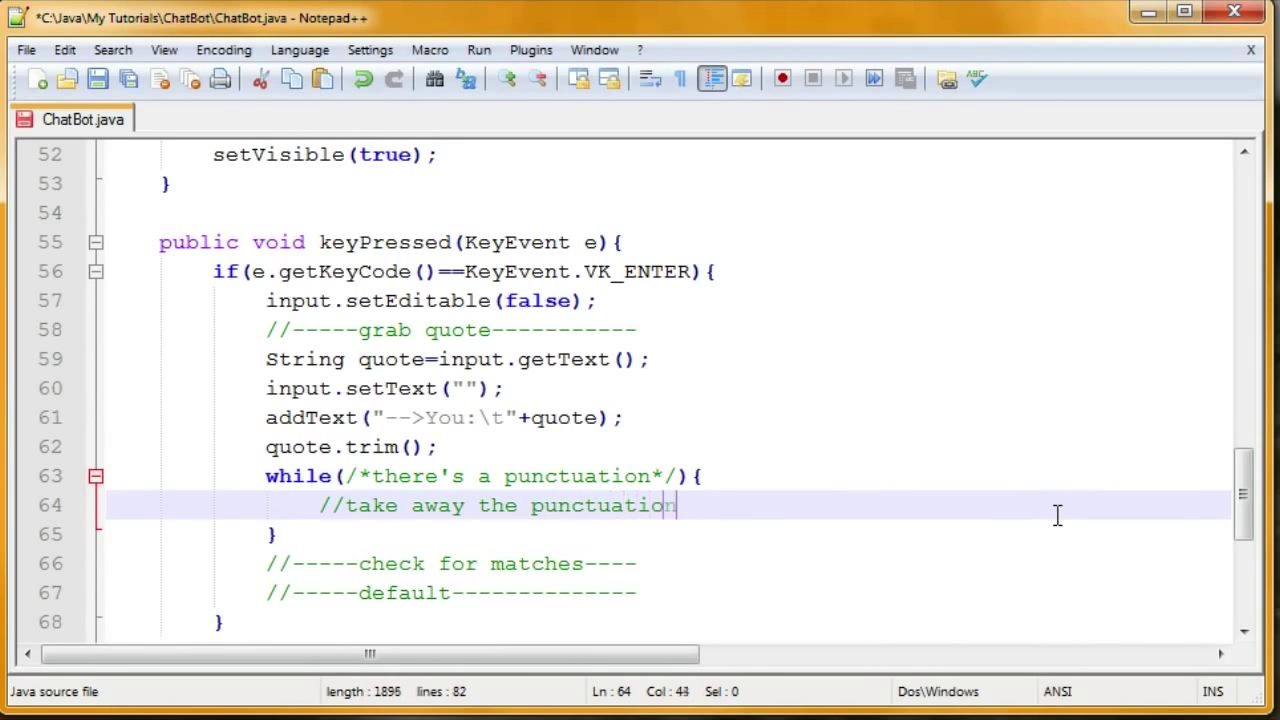 *C:\Java\My Tutorials\ChatBot\ChatBot.java - Notepad++
File Edit Search View Encoding Language Settings Macro Run Plugins Window ? X
ABC
ChatBot.java
52 setVisible(true);
53 }
54
55 public void keyPressed(KeyEvent e){
56 if(e.getKeyCode()==KeyEvent.VK_ENTER){
57 input.setEditable(false);
58 //-----grab quote-----------
59 String quote=input.getText();
60 input.setText("");
61 addText("-->You:\t"+quote);
62 quote.trim();
63 while(/*there's a punctuation*/){
64 //take away the punctuation
65 }
66 //-----check for matches----
67 //-----default--------------
68 }
Java source file length : 1895 lines : 82 Ln : 64 Col : 43 Sel : 0 Dos\Windows ANSI INS